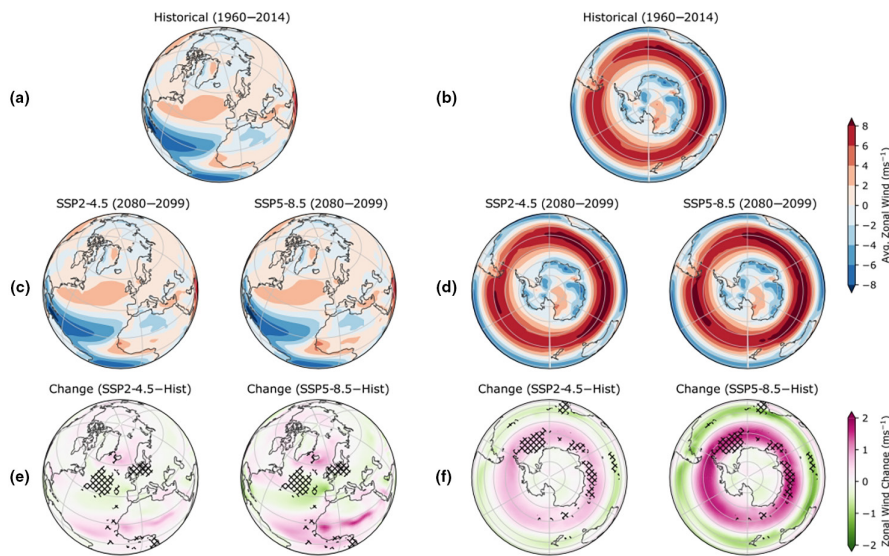 Historical (1960−2014)
Historical (1960−2014)
(a)
(b)
8
6
4
2
0
−2
−4
−6
−8
Avg. Zonal Wind (ms⁻¹)
SSP2-4.5 (2080−2099)
SSP5-8.5 (2080−2099)
SSP2-4.5 (2080−2099)
SSP5-8.5 (2080−2099)
(c)
(d)
Change (SSP2-4.5−Hist)
Change (SSP5-8.5−Hist)
Change (SSP2-4.5−Hist)
Change (SSP5-8.5−Hist)
(e)
(f)
2
1
0
−1
−2
Zonal Wind Change (ms⁻¹)